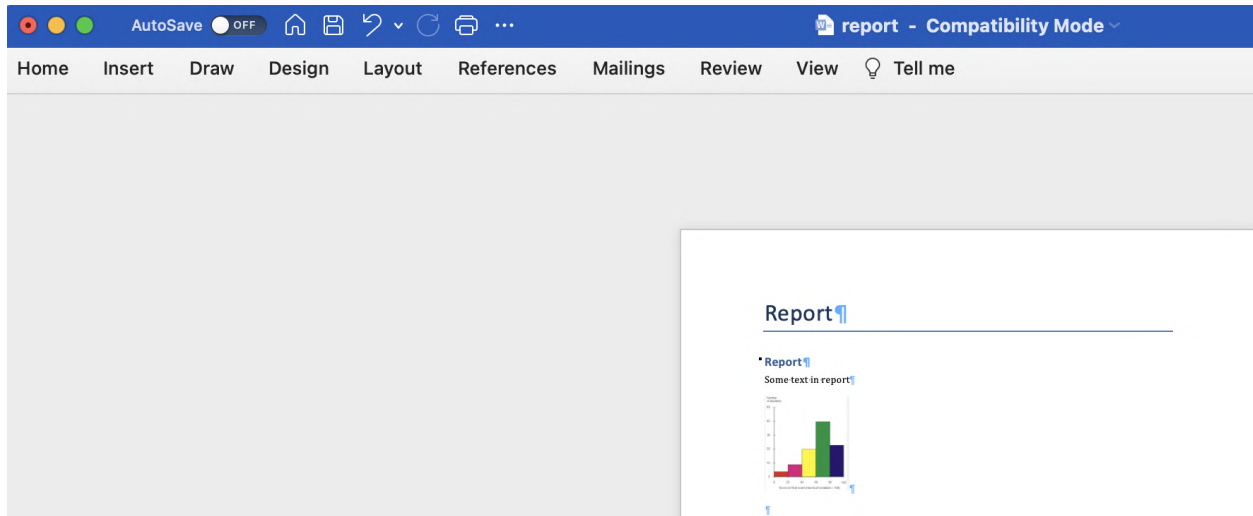 AutoSave OFF report - Compatibility Mode
Home Insert Draw Design Layout References Mailings Review View Tell me
Report¶
Report¶
Some·text·in·report¶
¶
¶